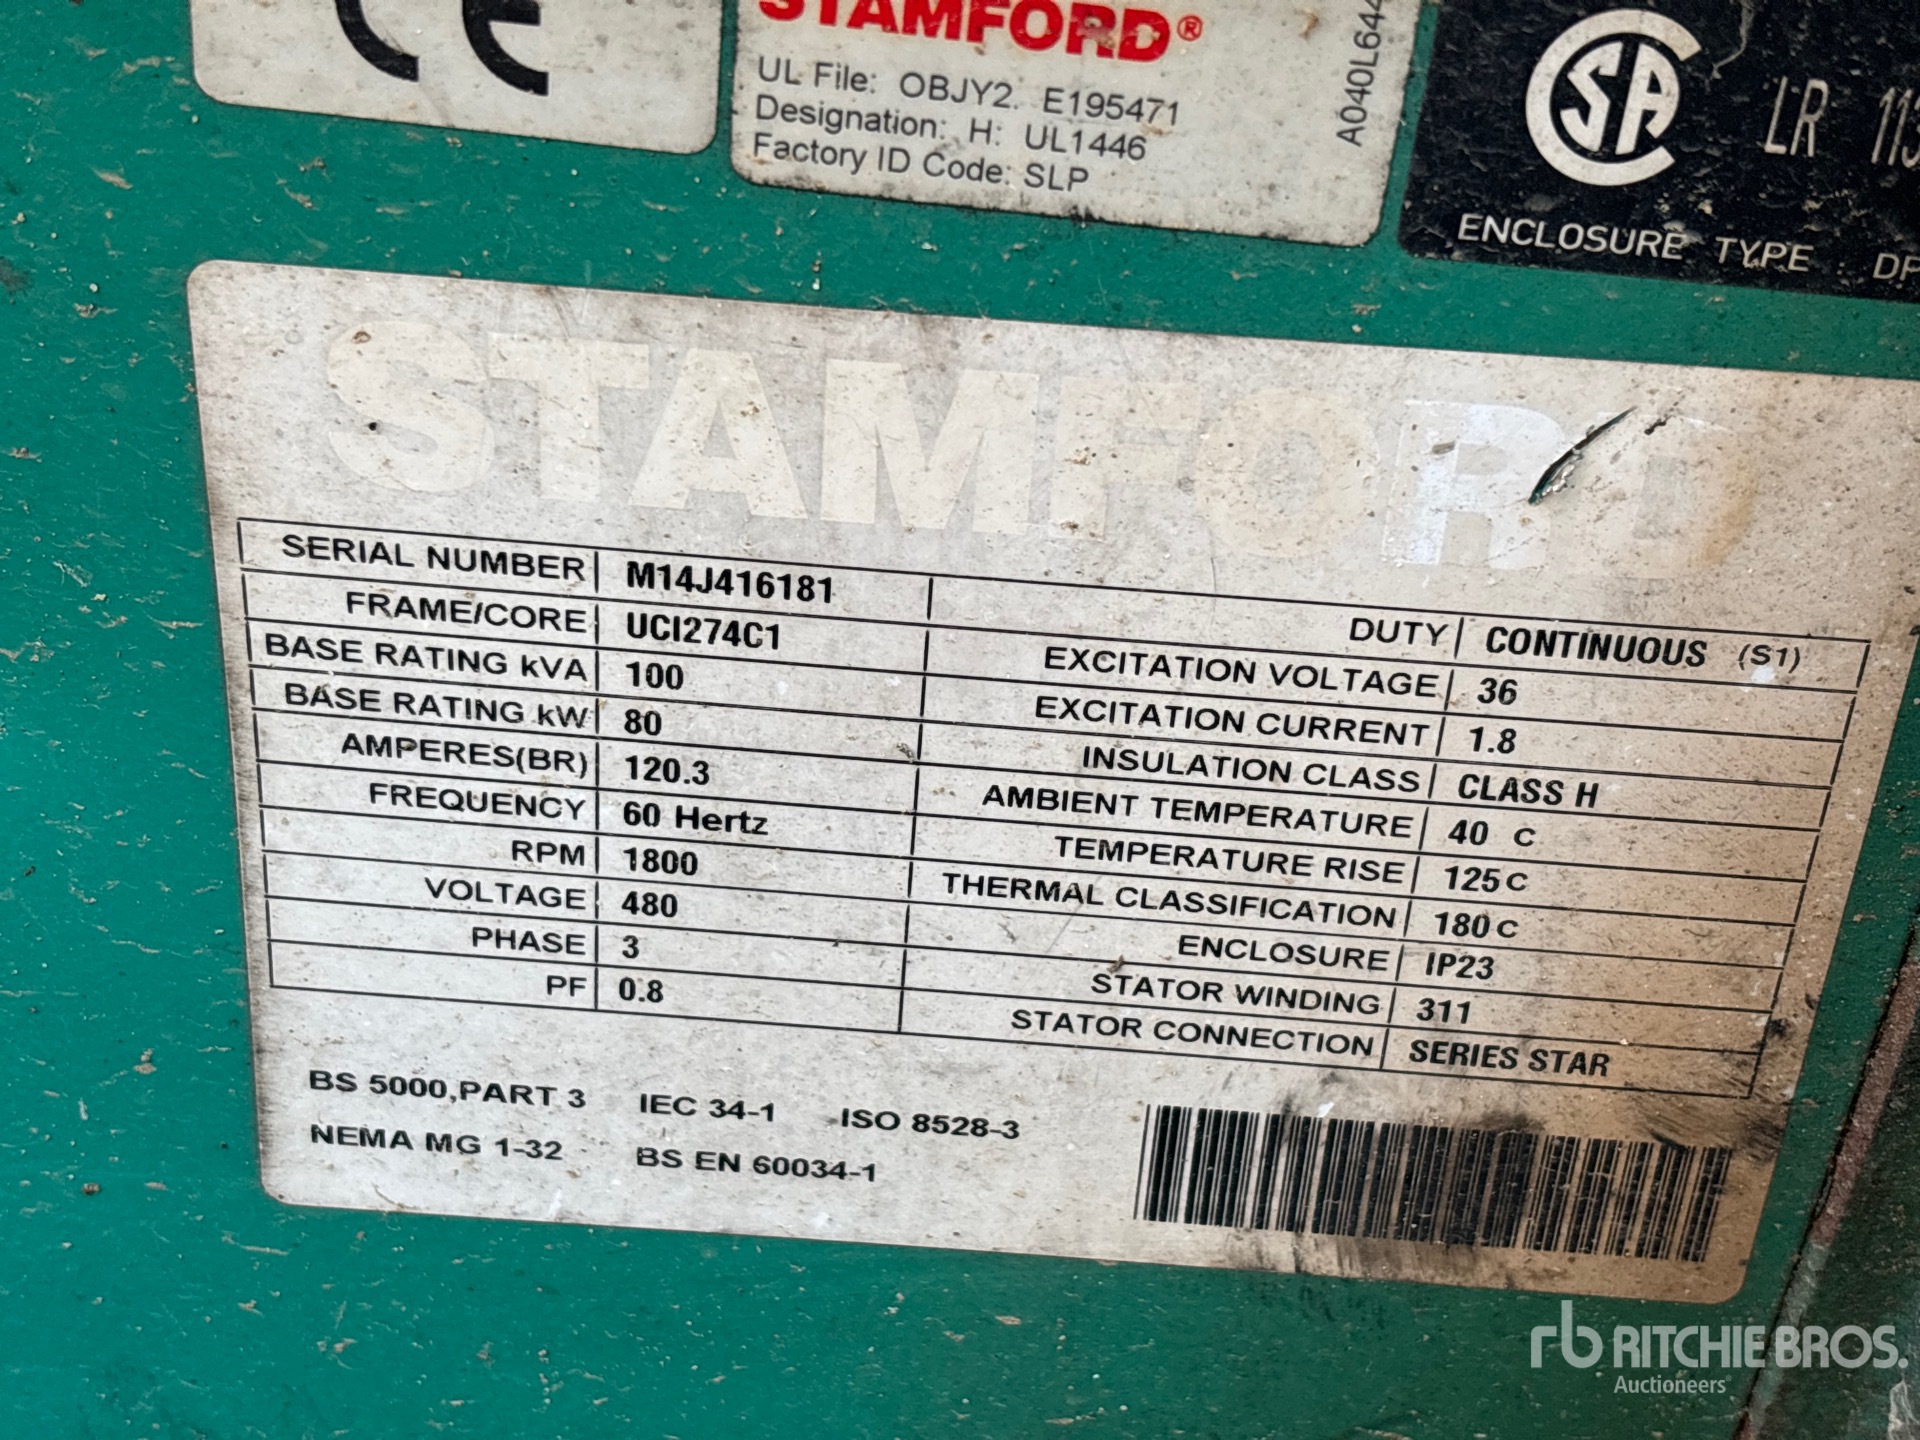 CE
STAMFORD®
UL File: OBJY2. E195471
Designation: H: UL1446
Factory ID Code: SLP
A040L644
CSA LR 113
ENCLOSURE TYPE : DP
STAMFORD
SERIAL NUMBER M14J416181
FRAME/CORE UCI274C1
BASE RATING kVA 100
BASE RATING kW 80
AMPERES(BR) 120.3
FREQUENCY 60 Hertz
RPM 1800
VOLTAGE 480
PHASE 3
PF 0.8
DUTY CONTINUOUS (S1)
EXCITATION VOLTAGE 36
EXCITATION CURRENT 1.8
INSULATION CLASS CLASS H
AMBIENT TEMPERATURE 40 C
TEMPERATURE RISE 125 C
THERMAL CLASSIFICATION 180 C
ENCLOSURE IP23
STATOR WINDING 311
STATOR CONNECTION SERIES STAR
BS 5000,PART 3 IEC 34-1 ISO 8528-3
NEMA MG 1-32 BS EN 60034-1
rb RITCHIE BROS.
Auctioneers